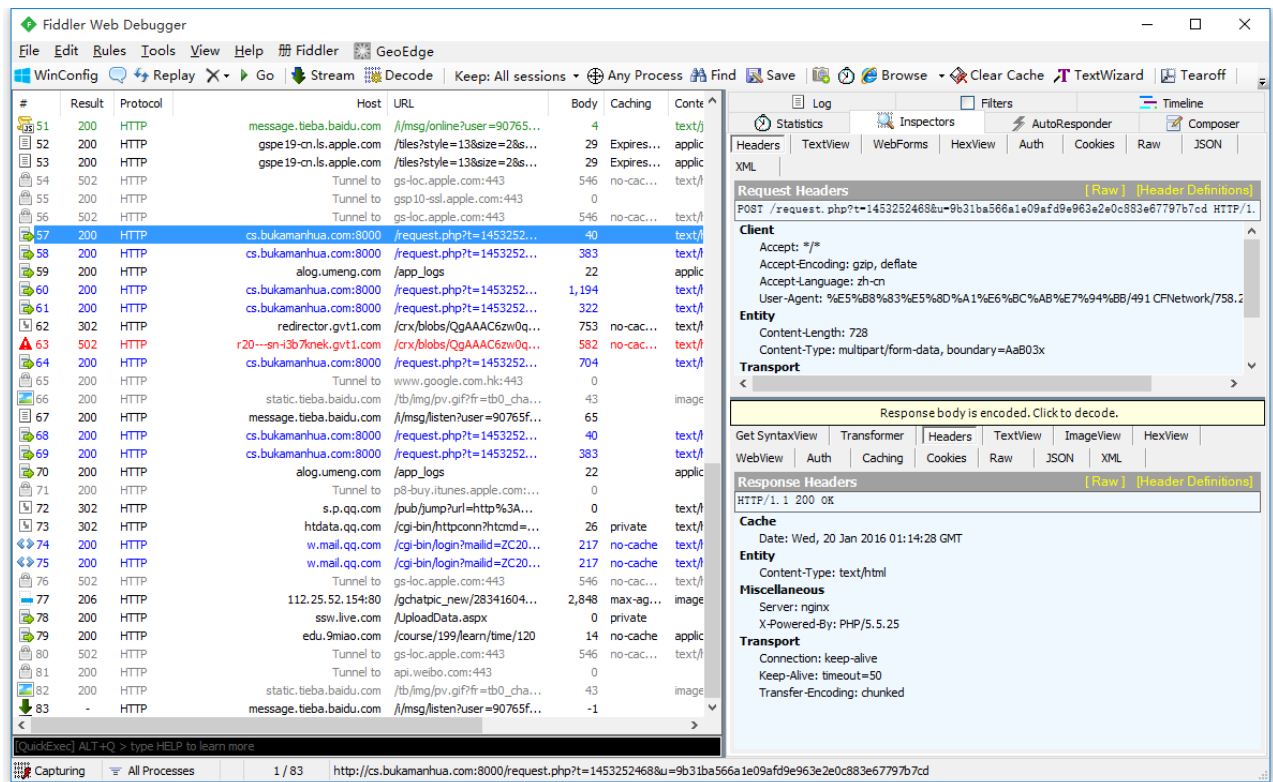 Fiddler Web Debugger
File Edit Rules Tools View Help 册 Fiddler GeoEdge
WinConfig Replay Go Stream Decode Keep: All sessions Any Process Find Save Browse Clear Cache TextWizard Tearoff
# Result Protocol Host URL Body Caching Conte
51 200 HTTP message.tieba.baidu.com /i/msg/online?user=90765... 4 text/j
52 200 HTTP gspe19-cn.ls.apple.com /tiles?style=13&size=2&s... 29 Expires... applic
53 200 HTTP gspe19-cn.ls.apple.com /tiles?style=13&size=2&s... 29 Expires... applic
54 502 HTTP Tunnel to gs-loc.apple.com:443 546 no-cac... text/h
55 200 HTTP Tunnel to gsp10-ssl.apple.com:443 0
56 502 HTTP Tunnel to gs-loc.apple.com:443 546 no-cac... text/h
57 200 HTTP cs.bukamanhua.com:8000 /request.php?t=1453252... 40 text/h
58 200 HTTP cs.bukamanhua.com:8000 /request.php?t=1453252... 383 text/h
59 200 HTTP alog.umeng.com /app_logs 22 applic
60 200 HTTP cs.bukamanhua.com:8000 /request.php?t=1453252... 1,194 text/h
61 200 HTTP cs.bukamanhua.com:8000 /request.php?t=1453252... 322 text/h
62 302 HTTP redirector.gvt1.com /crx/blobs/QgAAAC6zw0q... 753 no-cac... text/h
63 502 HTTP r20---sn-i3b7knek.gvt1.com /crx/blobs/QgAAAC6zw0q... 582 no-cac... text/h
64 200 HTTP cs.bukamanhua.com:8000 /request.php?t=1453252... 704 text/h
65 200 HTTP Tunnel to www.google.com.hk:443 0
66 200 HTTP static.tieba.baidu.com /tb/img/pv.gif?fr=tb0_cha... 43 image
67 200 HTTP message.tieba.baidu.com /i/msg/listen?user=90765f... 65
68 200 HTTP cs.bukamanhua.com:8000 /request.php?t=1453252... 40 text/h
69 200 HTTP cs.bukamanhua.com:8000 /request.php?t=1453252... 383 text/h
70 200 HTTP alog.umeng.com /app_logs 22 applic
71 200 HTTP Tunnel to p8-buy.itunes.apple.com:... 0
72 302 HTTP s.p.qq.com /pub/jump?url=http%3A... 0 text/h
73 302 HTTP htdata.qq.com /cgi-bin/httpconn?htcmd=... 26 private text/h
74 200 HTTP w.mail.qq.com /cgi-bin/login?mailid=ZC20... 217 no-cache text/h
75 200 HTTP w.mail.qq.com /cgi-bin/login?mailid=ZC20... 217 no-cache text/h
76 502 HTTP Tunnel to gs-loc.apple.com:443 546 no-cac... text/h
77 206 HTTP 112.25.52.154:80 /gchatpic_new/28341604... 2,848 max-ag... image
78 200 HTTP ssw.live.com /UploadData.aspx 0 private
79 200 HTTP edu.9miao.com /course/199/learn/time/120 14 no-cache applic
80 502 HTTP Tunnel to gs-loc.apple.com:443 546 no-cac... text/h
81 200 HTTP Tunnel to api.weibo.com:443 0
82 200 HTTP static.tieba.baidu.com /tb/img/pv.gif?fr=tb0_cha... 43 image
83 - HTTP message.tieba.baidu.com /i/msg/listen?user=90765f... -1
[QuickExec] ALT+Q > type HELP to learn more
Log Filters Timeline
Statistics Inspectors AutoResponder Composer
Headers TextView WebForms HexView Auth Cookies Raw JSON
XML
Request Headers [ Raw ] [Header Definitions]
POST /request.php?t=1453252468&u=9b31ba566a1e09afd9e963e2e0c883e67797b7cd HTTP/1.
Client
Accept: */*
Accept-Encoding: gzip, deflate
Accept-Language: zh-cn
User-Agent: %E5%B8%83%E5%8D%A1%E6%BC%AB%E7%94%BB/491 CFNetwork/758.2
Entity
Content-Length: 728
Content-Type: multipart/form-data, boundary=AaB03x
Transport
Response body is encoded. Click to decode.
Get SyntaxView Transformer Headers TextView ImageView HexView
WebView Auth Caching Cookies Raw JSON XML
Response Headers [ Raw ] [Header Definitions]
HTTP/1.1 200 OK
Cache
Date: Wed, 20 Jan 2016 01:14:28 GMT
Entity
Content-Type: text/html
Miscellaneous
Server: nginx
X-Powered-By: PHP/5.5.25
Transport
Connection: keep-alive
Keep-Alive: timeout=50
Transfer-Encoding: chunked
Capturing All Processes 1 / 83 http://cs.bukamanhua.com:8000/request.php?t=1453252468&u=9b31ba566a1e09afd9e963e2e0c883e67797b7cd